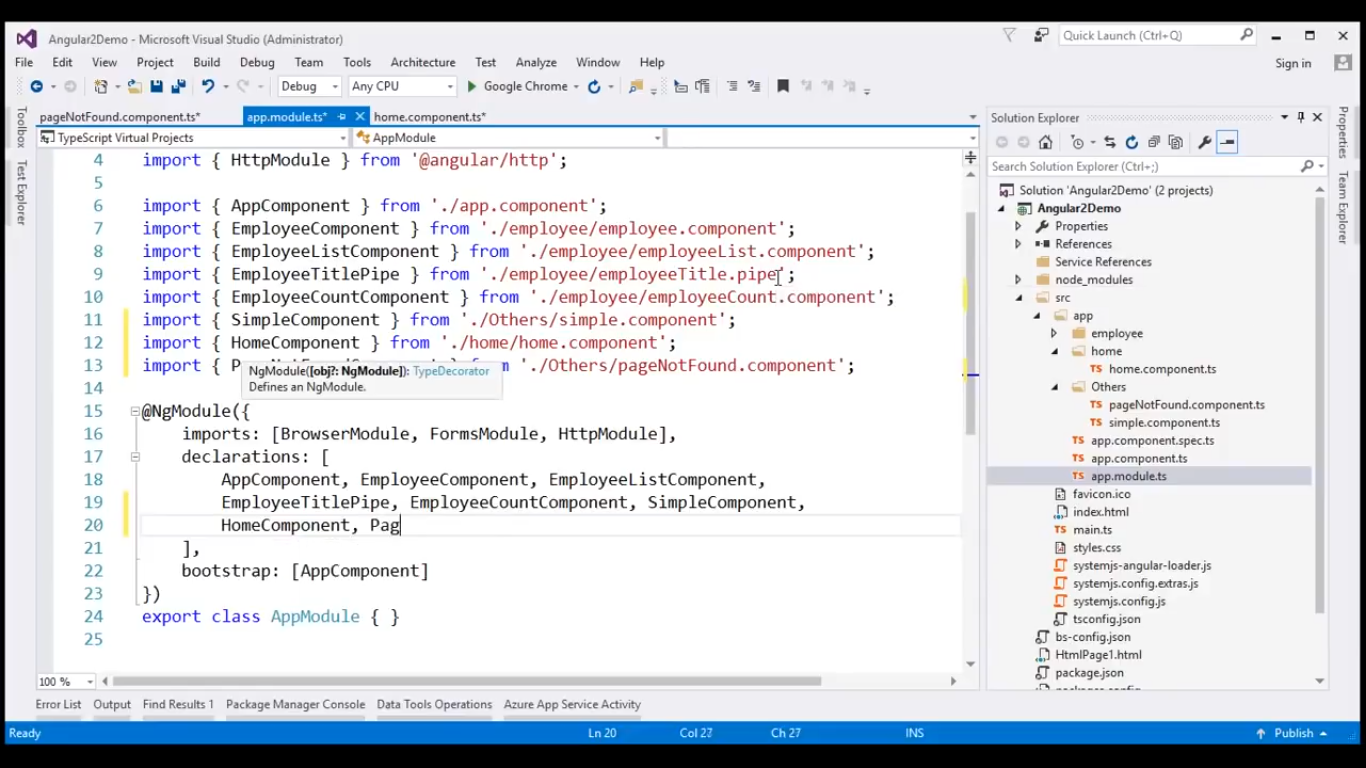 Angular2Demo - Microsoft Visual Studio (Administrator)
Quick Launch (Ctrl+Q)
File Edit View Project Build Debug Team Tools Architecture Test Analyze Window Help
Sign in
Debug Any CPU Google Chrome
Toolbox
Test Explorer
pageNotFound.component.ts* app.module.ts* home.component.ts*
TypeScript Virtual Projects AppModule
4 import { HttpModule } from '@angular/http';
5
6 import { AppComponent } from './app.component';
7 import { EmployeeComponent } from './employee/employee.component';
8 import { EmployeeListComponent } from './employee/employeeList.component';
9 import { EmployeeTitlePipe } from './employee/employeeTitle.pipe';
10 import { EmployeeCountComponent } from './employee/employeeCount.component';
11 import { SimpleComponent } from './Others/simple.component';
12 import { HomeComponent } from './home/home.component';
13 import { from './Others/pageNotFound.component';
NgModule([obj?: NgModule]): TypeDecorator
Defines an NgModule.
14
15 @NgModule({
16 imports: [BrowserModule, FormsModule, HttpModule],
17 declarations: [
18 AppComponent, EmployeeComponent, EmployeeListComponent,
19 EmployeeTitlePipe, EmployeeCountComponent, SimpleComponent,
20 HomeComponent, Pag
21 ],
22 bootstrap: [AppComponent]
23 })
24 export class AppModule { }
25
100 %
Solution Explorer
Search Solution Explorer (Ctrl+;)
Solution 'Angular2Demo' (2 projects)
Angular2Demo
Properties
References
Service References
node_modules
src
app
employee
home
home.component.ts
Others
pageNotFound.component.ts
simple.component.ts
app.component.spec.ts
app.component.ts
app.module.ts
favicon.ico
index.html
main.ts
styles.css
systemjs-angular-loader.js
systemjs.config.extras.js
systemjs.config.js
tsconfig.json
bs-config.json
HtmlPage1.html
package.json
Properties
Team Explorer
Error List Output Find Results 1 Package Manager Console Data Tools Operations Azure App Service Activity
Ready Ln 20 Col 27 Ch 27 INS Publish